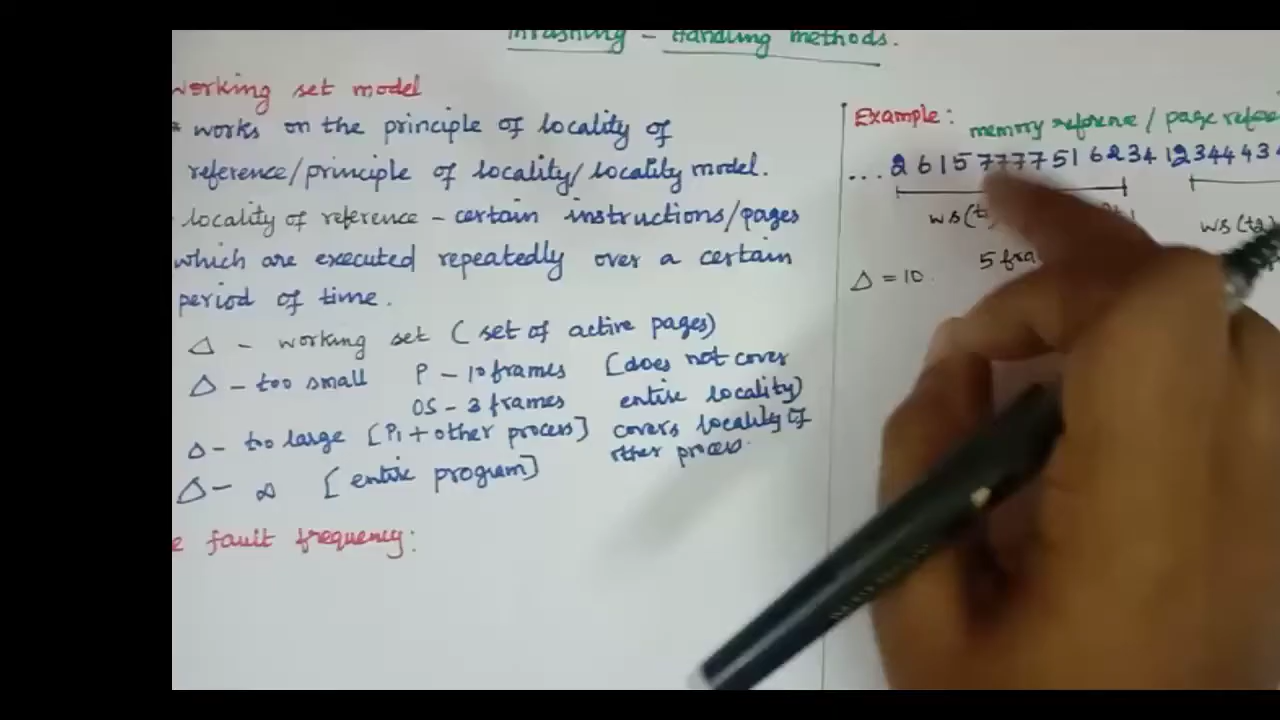 Thrashing - Handling methods.
working set model
* works on the principle of locality of
reference/principle of locality/locality model.
locality of reference - certain instructions/pages
which are executed repeatedly over a certain
period of time.
Δ - working set (set of active pages)
Δ - too small P - 10 frames [does not cover
OS - 3 frames entire locality)
Δ - too large [P1 + other process] covers locality of
other process.
Δ - ∞ [entire program]
e fault frequency:
Example:
memory reference / page refere
... 2 6 1 5 7 7 7 7 5 1 6 2 3 4 1 2 3 4 4 4 3 4
ws(t1 ws(t2)
Δ = 10. 5 fra